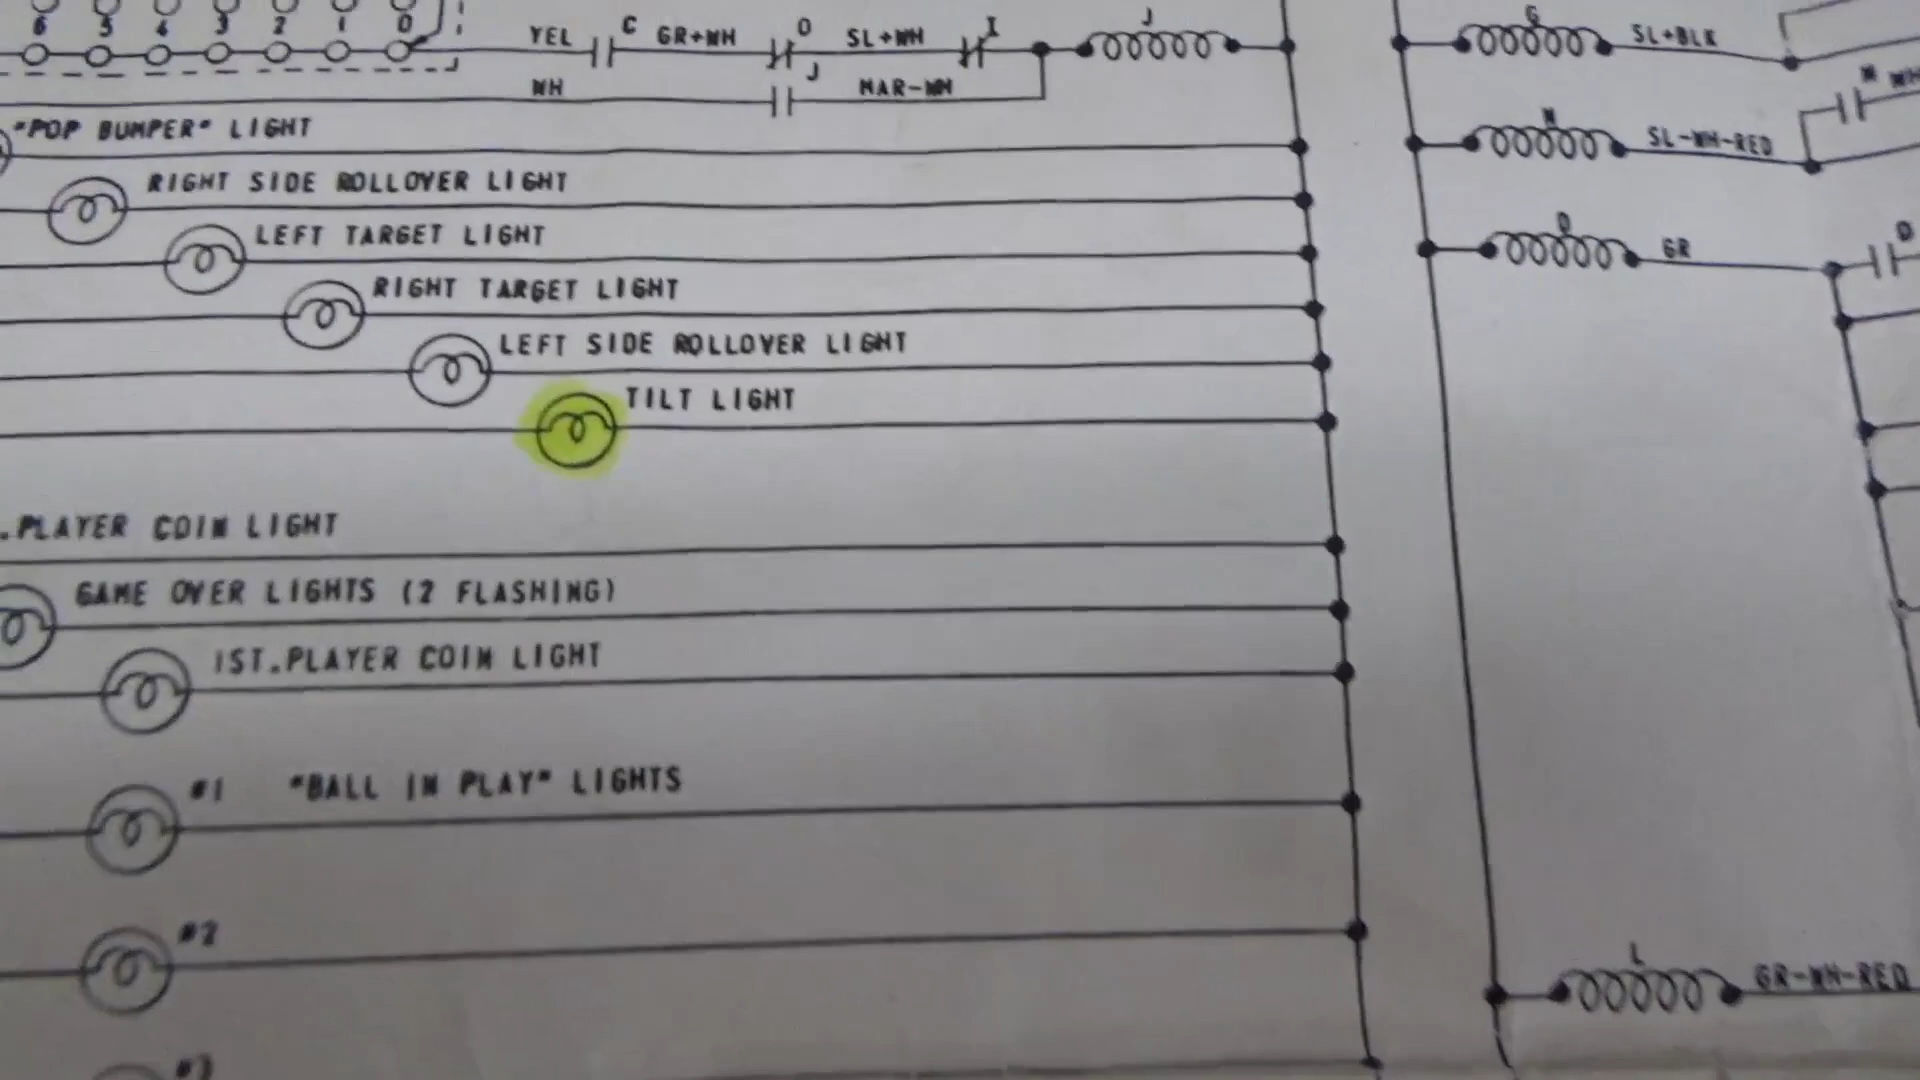 6 5 4 3 2 1 0
YEL C GR+WH O SL+WH I J
WH J MAR-WH
"POP BUMPER" LIGHT
RIGHT SIDE ROLLOVER LIGHT
LEFT TARGET LIGHT
RIGHT TARGET LIGHT
LEFT SIDE ROLLOVER LIGHT
TILT LIGHT
.PLAYER COIN LIGHT
GAME OVER LIGHTS (2 FLASHING)
1ST.PLAYER COIN LIGHT
#1 "BALL IN PLAY" LIGHTS
#2
#3
G SL+BLK
SL-WH-RED
GR
L GR-WH-RED